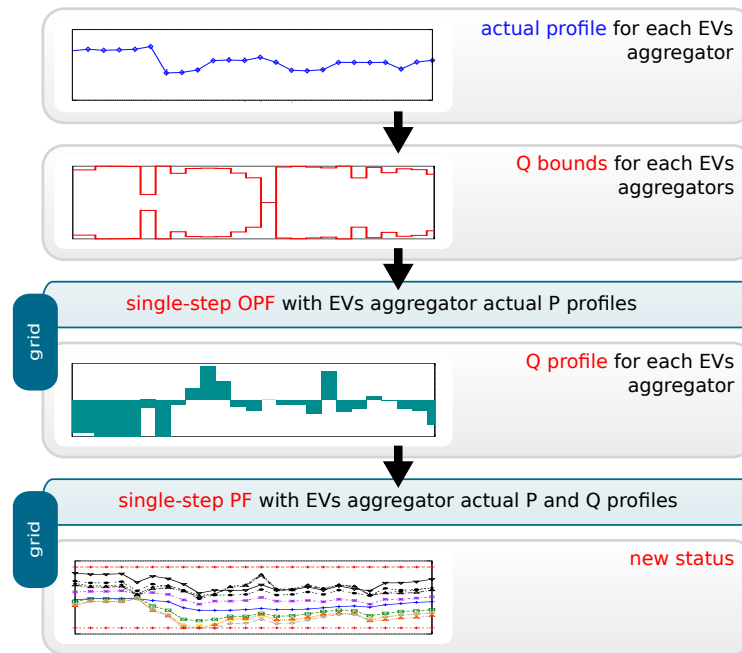 actual profile for each EVs
aggregator
Q bounds for each EVs
aggregators
single-step OPF with EVs aggregator actual P profiles
grid
Q profile for each EVs
aggregator
single-step PF with EVs aggregator actual P and Q profiles
grid
new status